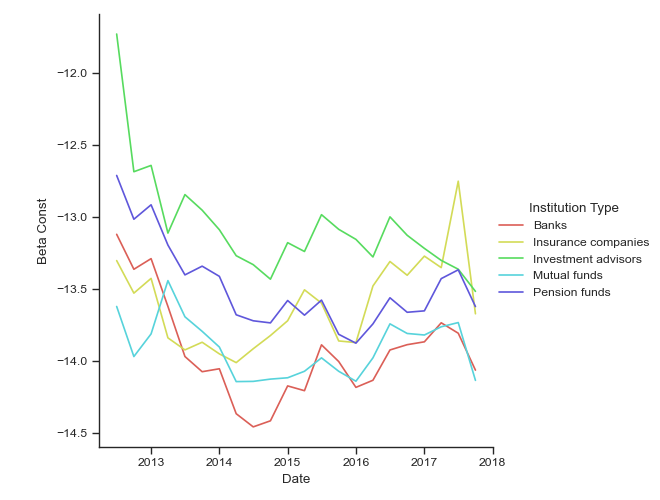 −12.0
−12.5
−13.0
−13.5
−14.0
−14.5
Beta Const
2013
2014
2015
2016
2017
2018
Date
Institution Type
Banks
Insurance companies
Investment advisors
Mutual funds
Pension funds